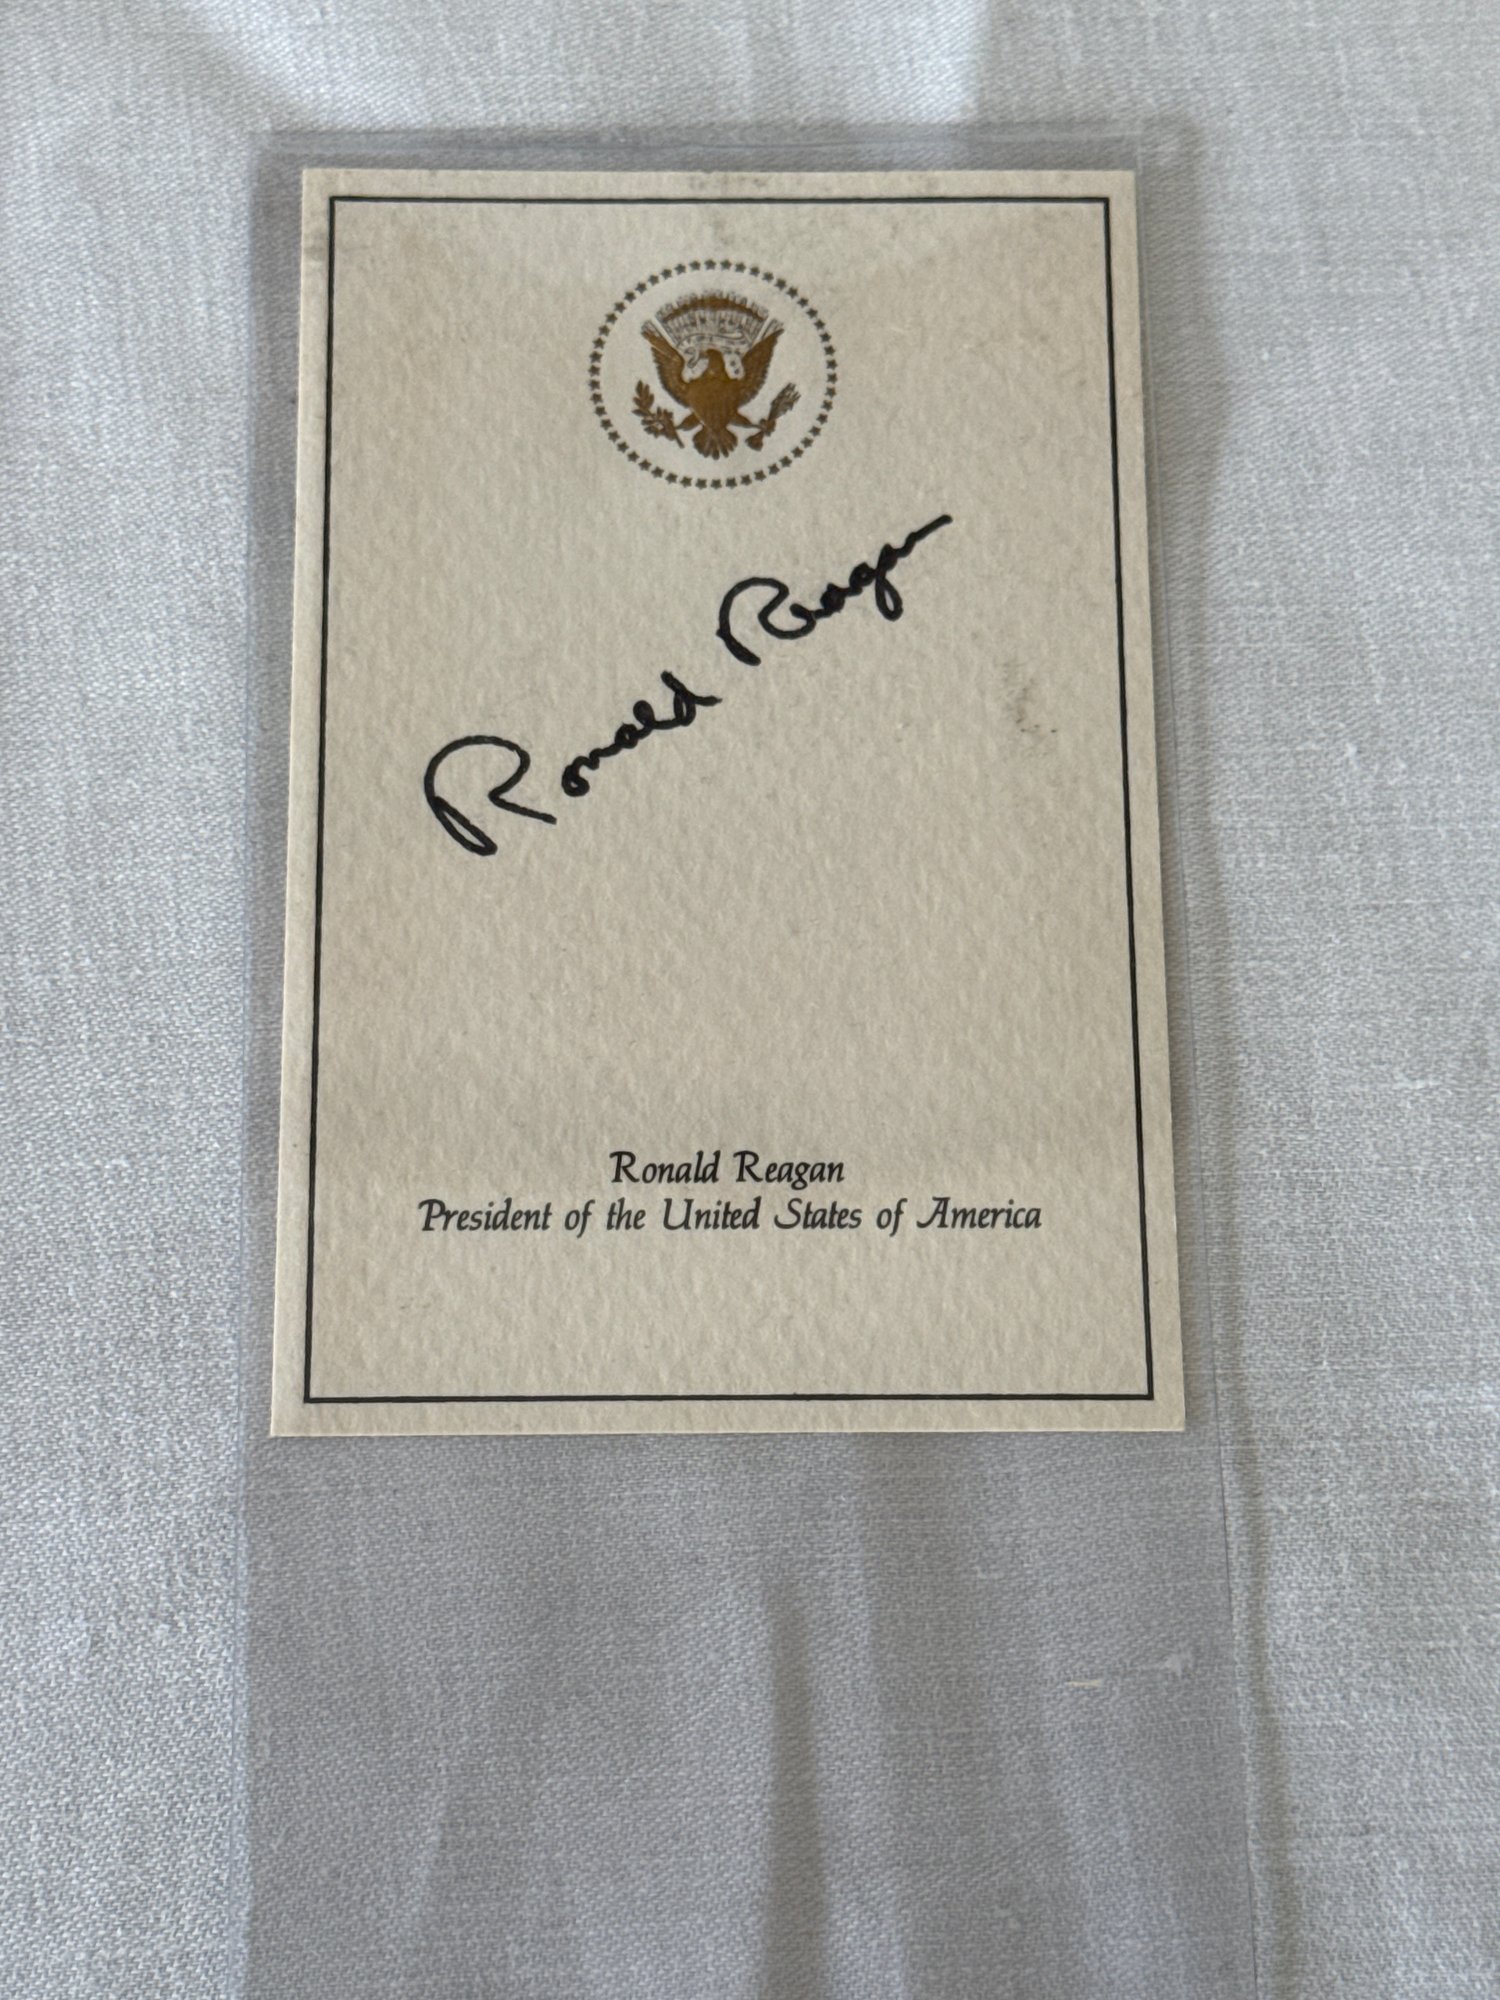 Ronald Reagan
Ronald Reagan
President of the United States of America